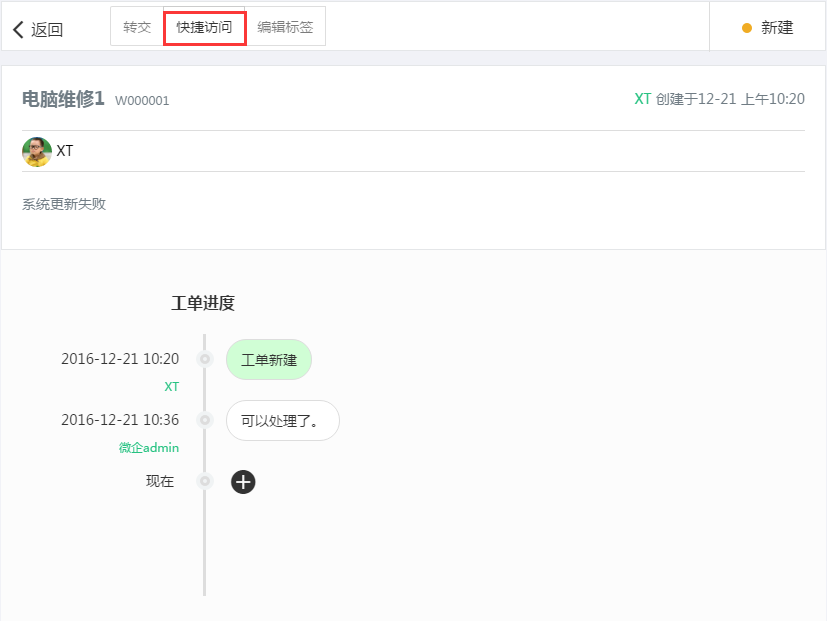 返回 转交 快捷访问 编辑标签 新建
电脑维修1 W000001 XT 创建于12-21 上午10:20
XT
系统更新失败
工单进度
2016-12-21 10:20 工单新建
XT
2016-12-21 10:36 可以处理了。
微企admin
现在